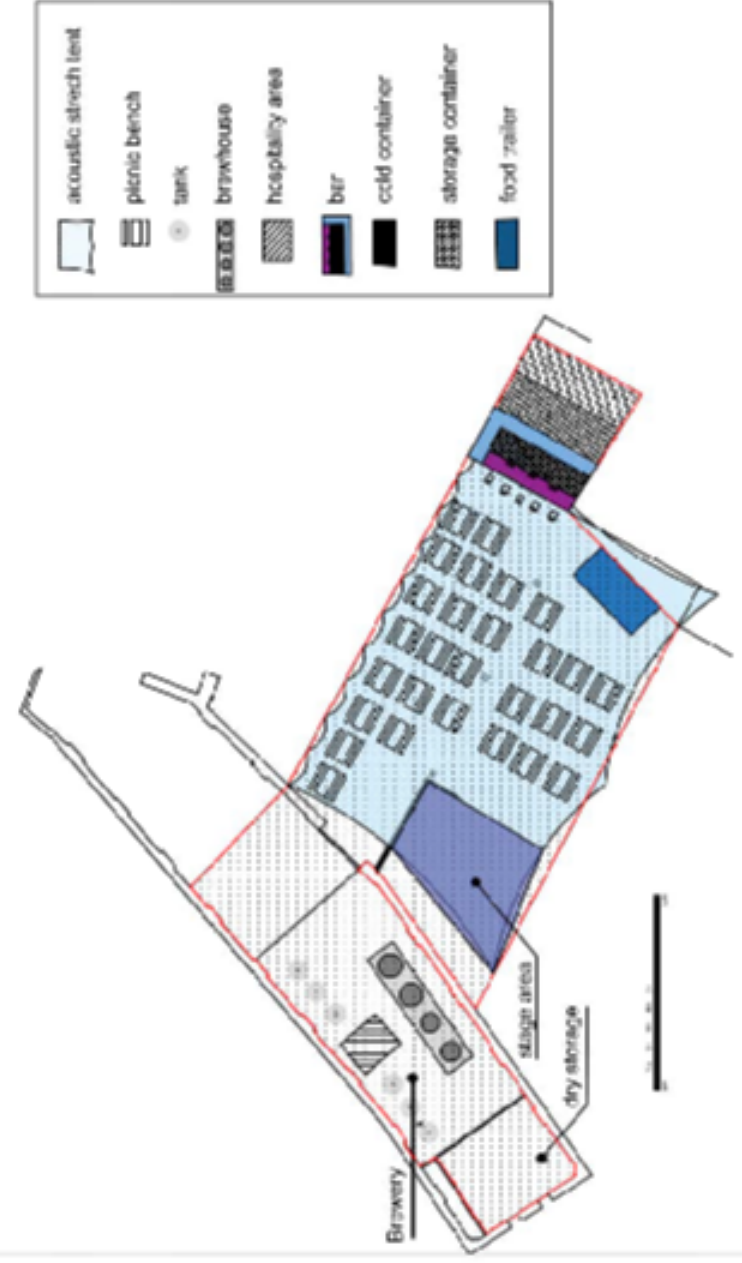 acoustic strech tent
picnic bench
tank
brewhouse
hospitality area
bar
cold container
storage container
food trailer
stage area
dry storage
Brewery